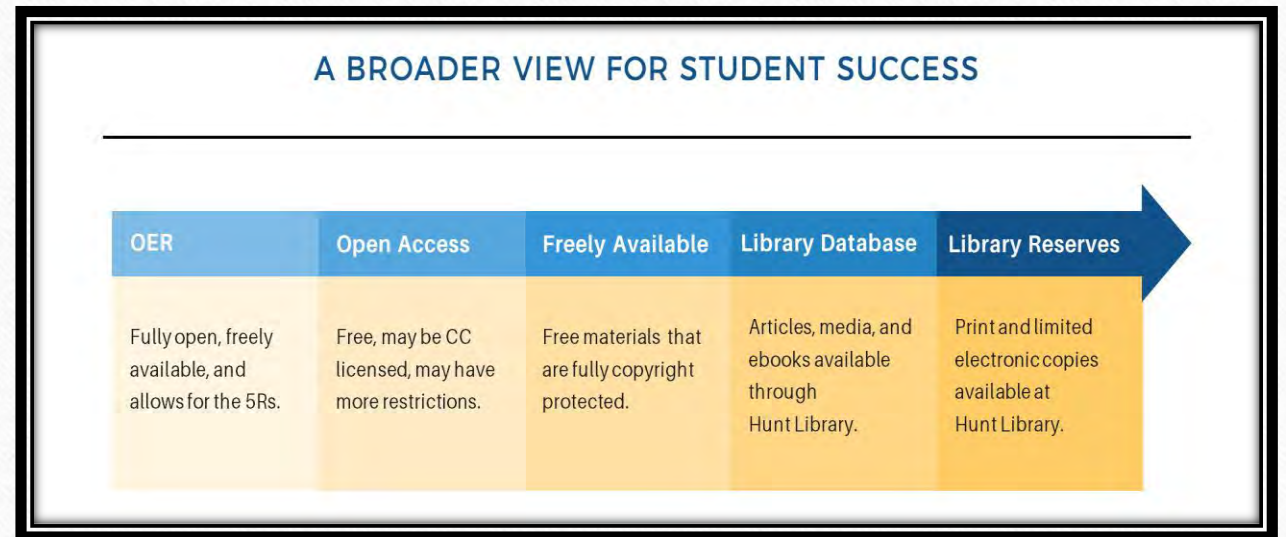 A BROADER VIEW FOR STUDENT SUCCESS
OER
Fully open, freely
available, and
allows for the 5Rs.
Open Access
Free, may be CC
licensed, may have
more restrictions.
Freely Available
Free materials that
are fully copyright
protected.
Library Database
Articles, media, and
ebooks available
through
Hunt Library.
Library Reserves
Print and limited
electronic copies
available at
Hunt Library.